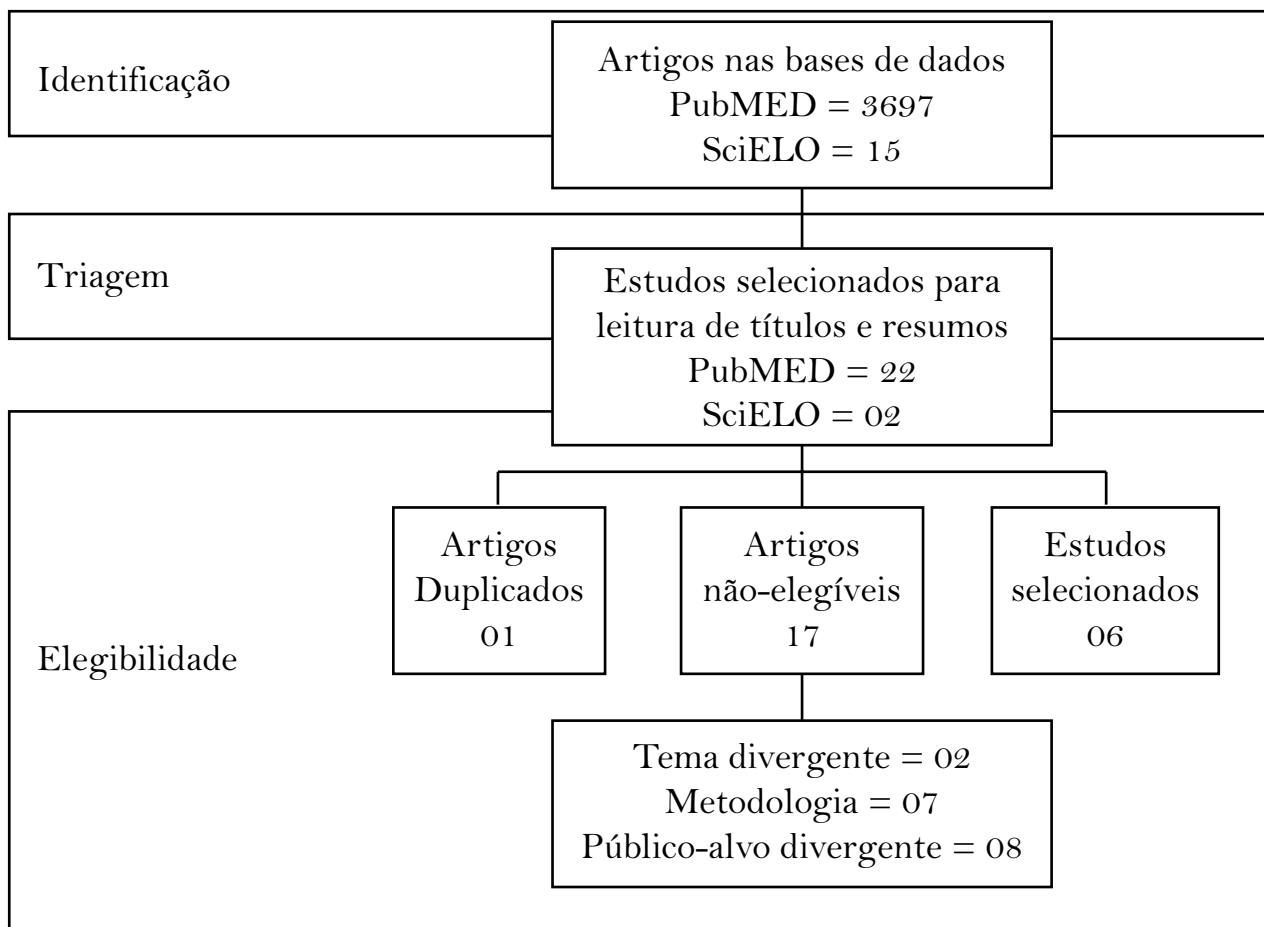 Identificação
Artigos nas bases de dados
PubMED = 3697
SciELO = 15
Triagem
Estudos selecionados para
leitura de títulos e resumos
PubMED = 22
SciELO = 02
Elegibilidade
Artigos
Duplicados
01
Artigos
não-elegíveis
17
Estudos
selecionados
06
Tema divergente = 02
Metodologia = 07
Público-alvo divergente = 08